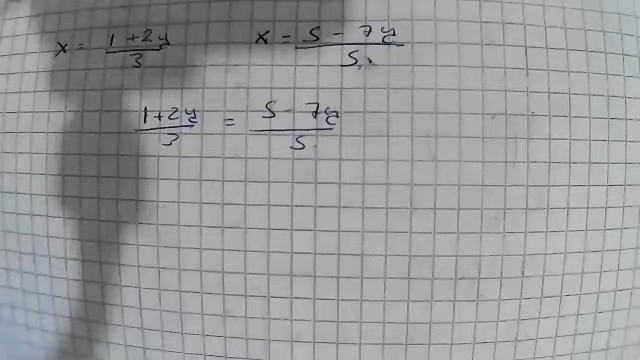 x = (1 + 2y)/3    x = (5 - 7y)/5
(1+2y)/3 = (5 - 7y)/5